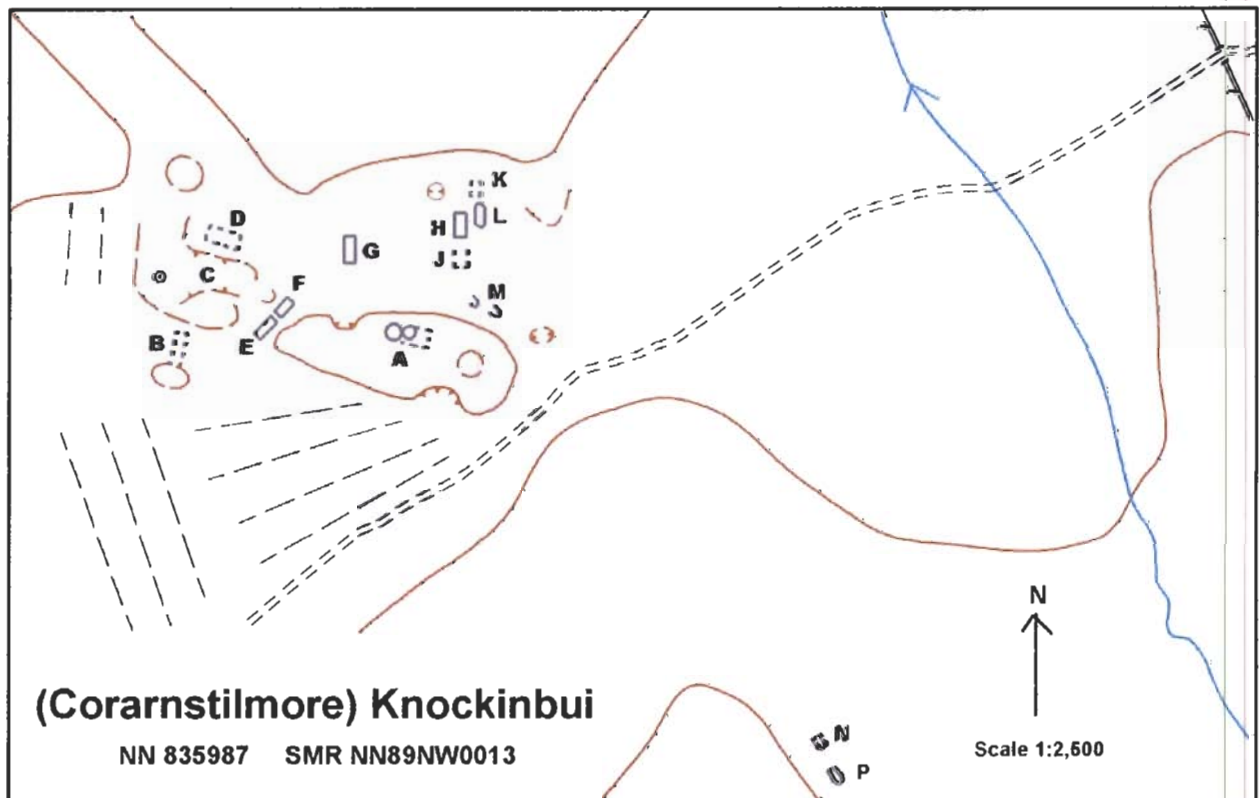 K
D
L
H
G
J
C
F
M
B
E
A
N
(Corarnstilmore) Knockinbui
NN 835987 SMR NN89NW0013
N
Scale 1:2,500
P